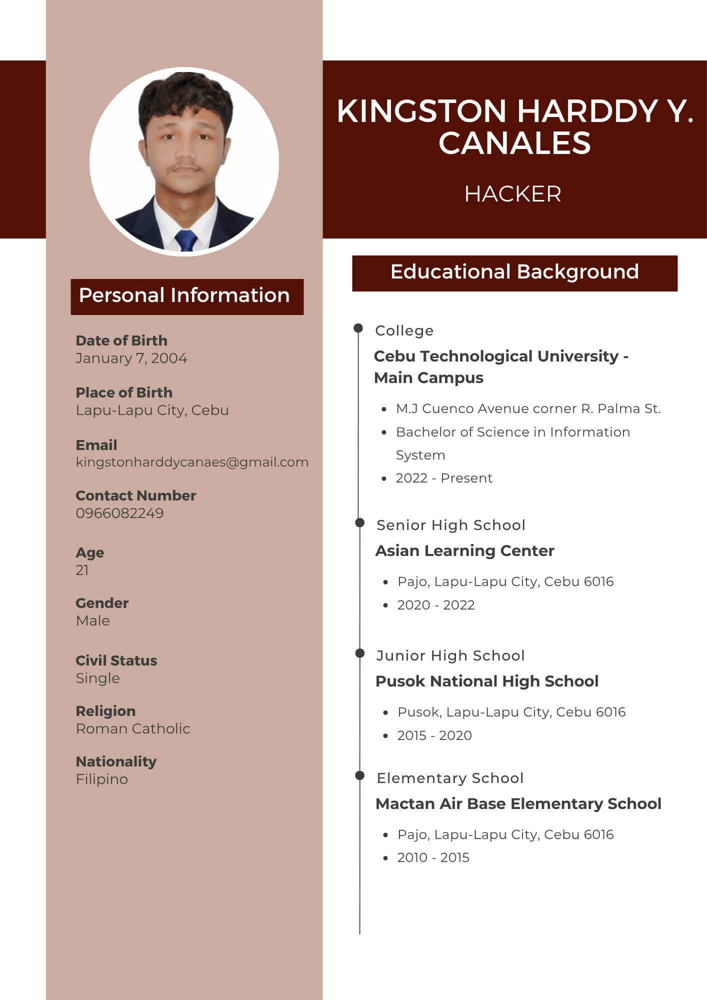 KINGSTON HARDDY Y.
CANALES
HACKER
Personal Information
Date of Birth
January 7, 2004
Place of Birth
Lapu-Lapu City, Cebu
Email
kingstonharddycanaes@gmail.com
Contact Number
0966082249
Age
21
Gender
Male
Civil Status
Single
Religion
Roman Catholic
Nationality
Filipino
Educational Background
College
Cebu Technological University -
Main Campus
• M.J Cuenco Avenue corner R. Palma St.
• Bachelor of Science in Information
System
• 2022 - Present
Senior High School
Asian Learning Center
• Pajo, Lapu-Lapu City, Cebu 6016
• 2020 - 2022
Junior High School
Pusok National High School
• Pusok, Lapu-Lapu City, Cebu 6016
• 2015 - 2020
Elementary School
Mactan Air Base Elementary School
• Pajo, Lapu-Lapu City, Cebu 6016
• 2010 - 2015